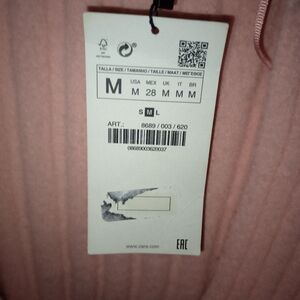 FSC
TALLA / SIZE / TAMANHO / TAILLE / MAAT /
M
USA MEX UK IT BR
M 28 M M M
S M L
ART.: 8689 / 003 / 620
www.zara.com
EAC